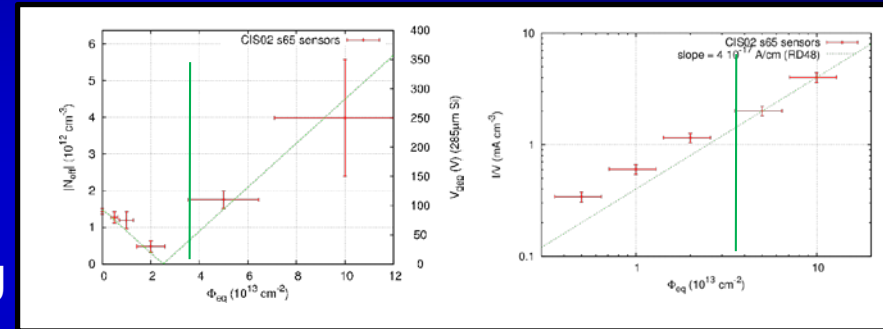 CIS02 s65 sensors
|N_eff| (10^12 cm^-3)
6
5
4
3
2
1
0
0 2 4 6 8 10 12
Φ_eq (10^13 cm^-2)
400
350
300
250
200
150
100
50
0
V_dep (V) (285μm Si)
CIS02 s65 sensors
slope = 4 10^-17 A/cm (RD48)
I/V (mA cm^-3)
10
1
0.1
1 10
Φ_eq (10^13 cm^-2)